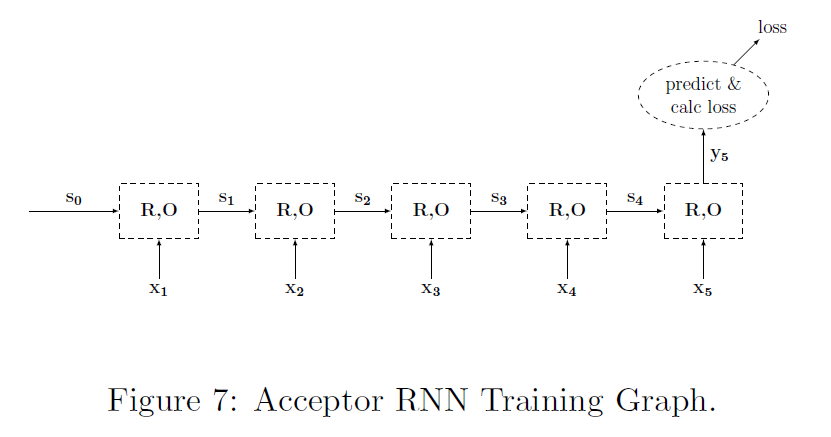 loss
predict &
calc loss
y5
s0 s1 s2 s3 s4
R,O R,O R,O R,O R,O
x1 x2 x3 x4 x5
Figure 7: Acceptor RNN Training Graph.